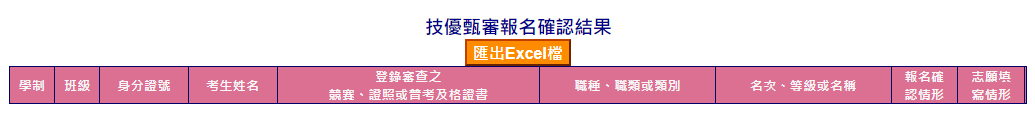 技優甄審報名確認結果
匯出Excel檔
學制 班級 身分證號 考生姓名 登錄審查之 競賽、證照或普考及格證書 職種、職類或類別 名次、等級或名稱 報名確認情形 志願填寫情形